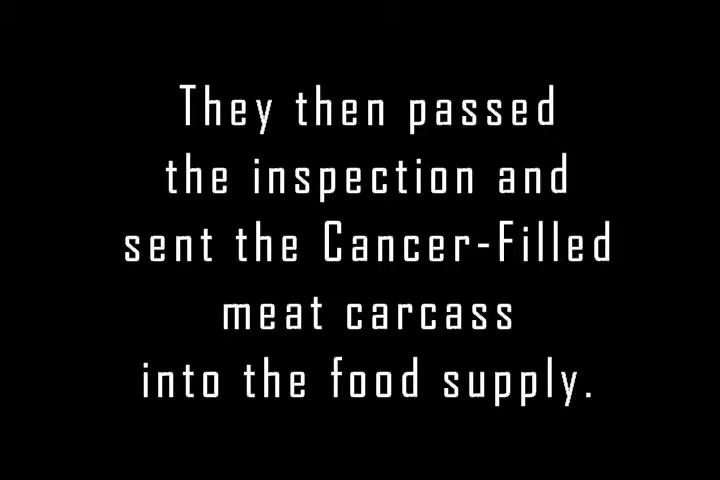 They then passed
the inspection and
sent the Cancer-Filled
meat carcass
into the food supply.